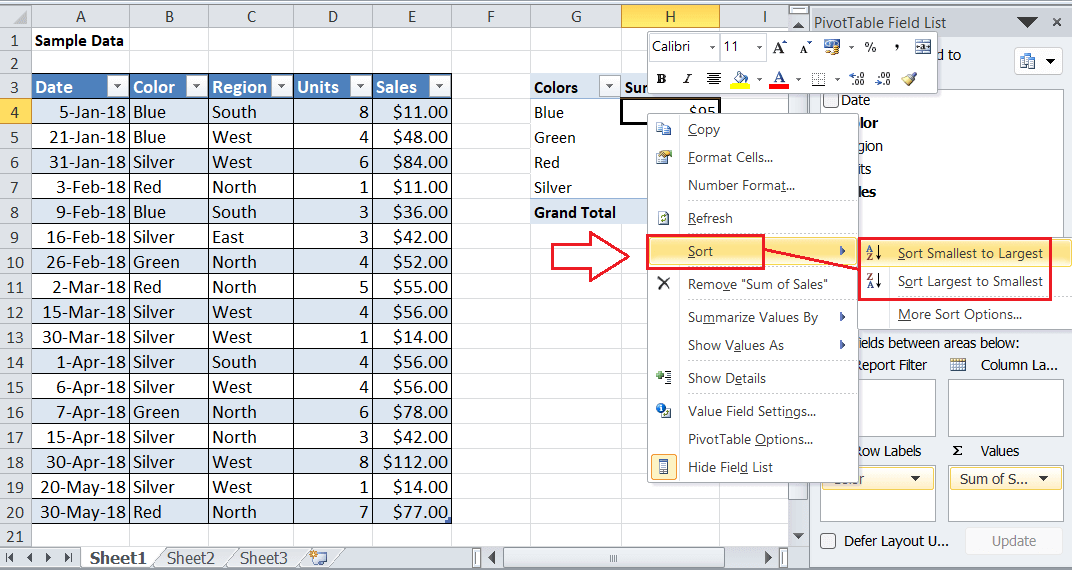 A B C D E F G H I
PivotTable Field List
1 Sample Data
Calibri 11 A A % ,
d to
2
B I A .00 .0
3 Date Color Region Units Sales
Colors Su
Date
4 5-Jan-18 Blue South 8 $11.00
Blue $95
lor
5 21-Jan-18 Blue West 4 $48.00
Green
Copy
gion
6 31-Jan-18 Silver West 6 $84.00
Red
Format Cells...
its
7 3-Feb-18 Red North 1 $11.00
Silver
Number Format...
les
8 9-Feb-18 Blue South 3 $36.00
Grand Total
Refresh
9 16-Feb-18 Silver East 3 $42.00
Sort
Sort Smallest to Largest
10 26-Feb-18 Green North 4 $52.00
11 2-Mar-18 Red North 5 $55.00
Remove "Sum of Sales"
Sort Largest to Smallest
12 15-Mar-18 Silver West 4 $56.00
Summarize Values By
More Sort Options...
13 30-Mar-18 Silver West 1 $14.00
Show Values As
ields between areas below:
14 1-Apr-18 Silver South 4 $56.00
Report Filter Column La...
15 6-Apr-18 Silver West 4 $56.00
Show Details
16 7-Apr-18 Green North 6 $78.00
Value Field Settings...
17 15-Apr-18 Silver North 3 $42.00
PivotTable Options...
Row Labels Σ Values
18 30-Apr-18 Silver West 8 $112.00
Hide Field List
Sum of S...
19 20-May-18 Silver West 1 $14.00
20 30-May-18 Red North 7 $77.00
21
Defer Layout U... Update
Sheet1 Sheet2 Sheet3